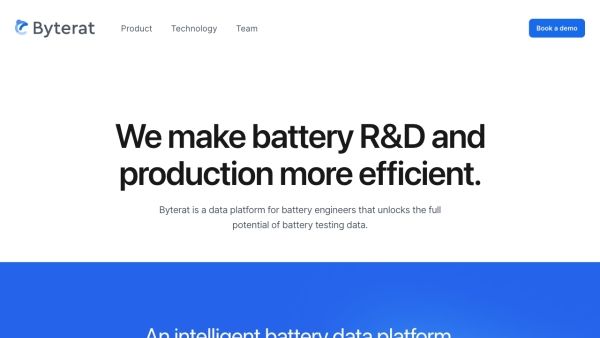 Byterat
Product
Technology
Team
Book a demo
We make battery R&D and
production more efficient.
Byterat is a data platform for battery engineers that unlocks the full
potential of battery testing data.
An intelligent battery data platform